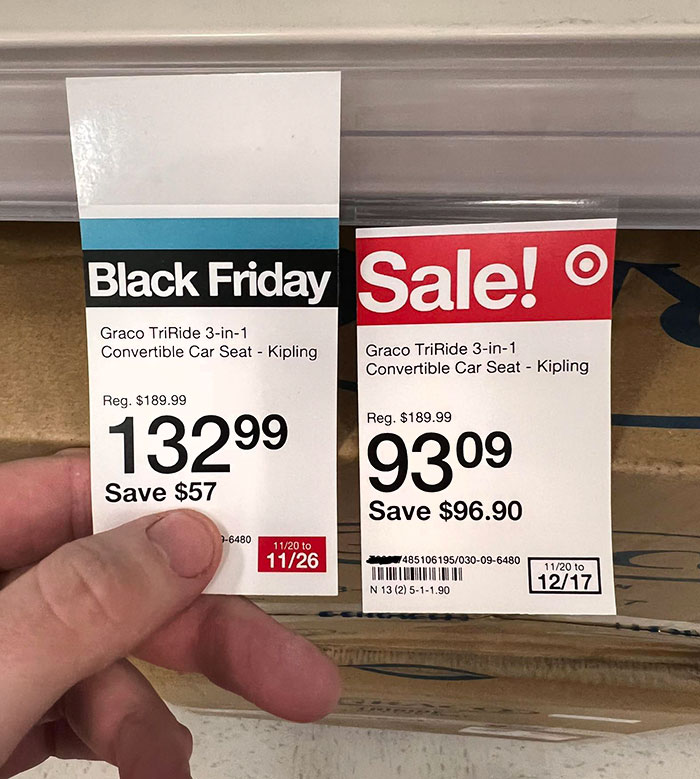 Black Friday
Graco TriRide 3-in-1
Convertible Car Seat - Kipling
Reg. $189.99
132 99
Save $57
-6480
11/20 to
11/26
Sale!
Graco TriRide 3-in-1
Convertible Car Seat - Kipling
Reg. $189.99
93 09
Save $96.90
485106195/030-09-6480
N 13 (2) 5-1-1.90
11/20 to
12/17